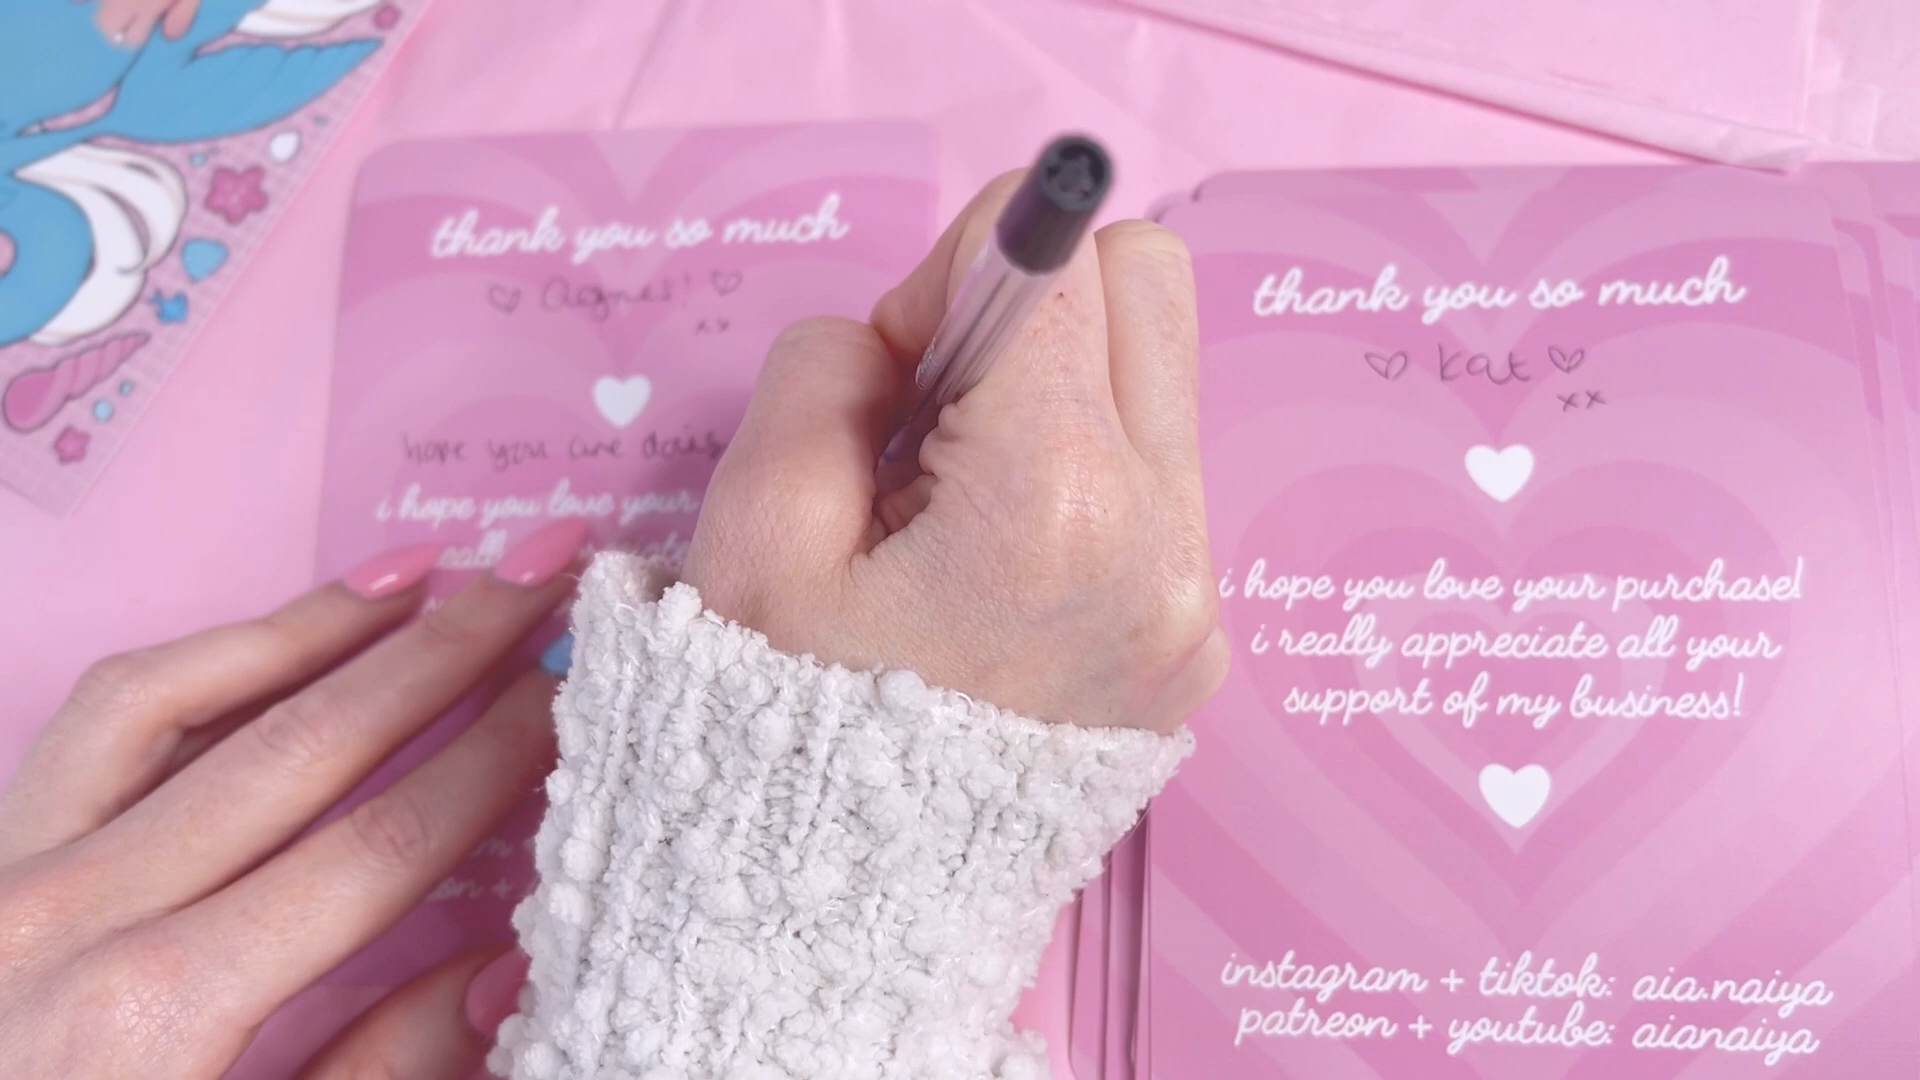 thank you so much
♡ agnes! ♡
xx
hope you are doi
i hope you love your
thank you so much
♡ kat ♡
xx
i hope you love your purchase!
i really appreciate all your
support of my business!
instagram + tiktok: aia.naiya
patreon + youtube: aianaiya